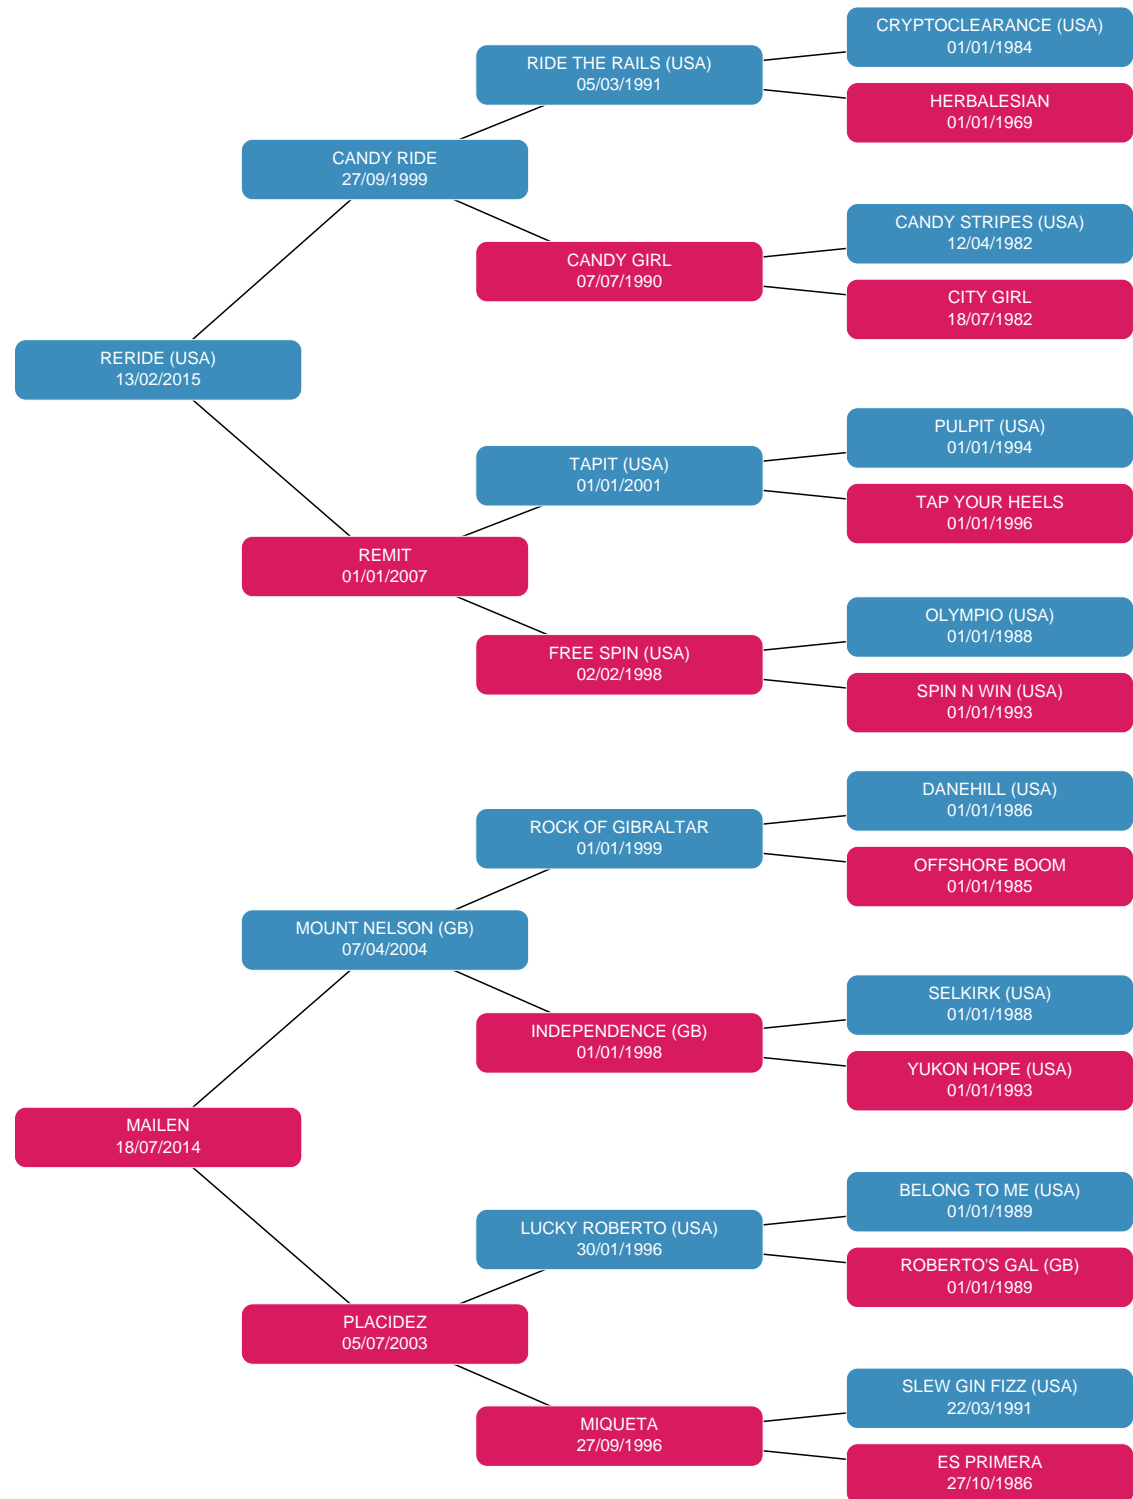 CRYPTOCLEARANCE (USA)
01/01/1984
RIDE THE RAILS (USA)
05/03/1991
HERBALESIAN
01/01/1969
CANDY RIDE
27/09/1999
CANDY STRIPES (USA)
12/04/1982
CANDY GIRL
07/07/1990
CITY GIRL
18/07/1982
RERIDE (USA)
13/02/2015
PULPIT (USA)
01/01/1994
TAPIT (USA)
01/01/2001
TAP YOUR HEELS
01/01/1996
REMIT
01/01/2007
OLYMPIO (USA)
01/01/1988
FREE SPIN (USA)
02/02/1998
SPIN N WIN (USA)
01/01/1993
DANEHILL (USA)
01/01/1986
ROCK OF GIBRALTAR
01/01/1999
OFFSHORE BOOM
01/01/1985
MOUNT NELSON (GB)
07/04/2004
SELKIRK (USA)
01/01/1988
INDEPENDENCE (GB)
01/01/1998
YUKON HOPE (USA)
01/01/1993
MAILEN
18/07/2014
BELONG TO ME (USA)
01/01/1989
LUCKY ROBERTO (USA)
30/01/1996
ROBERTO'S GAL (GB)
01/01/1989
PLACIDEZ
05/07/2003
SLEW GIN FIZZ (USA)
22/03/1991
MIQUETA
27/09/1996
ES PRIMERA
27/10/1986